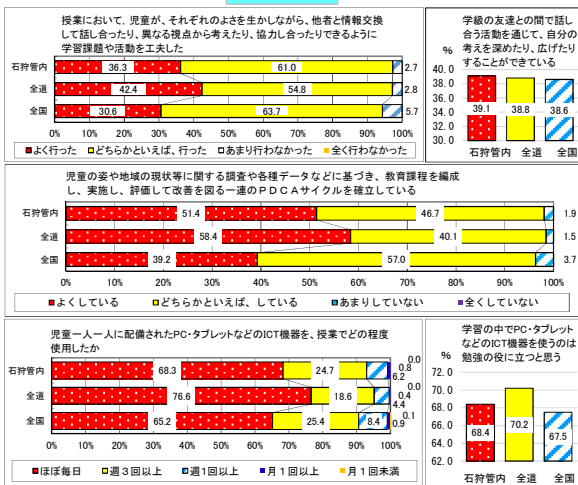 授業において、児童が、それぞれのよさを生かしながら、他者と情報交換
して話し合ったり、異なる視点から考えたり、協力し合ったりできるように
学習課題や活動を工夫した
石狩管内 36.3 61.0 2.7
全道 42.4 54.8 2.8
全国 30.6 63.7 5.7
0% 10% 20% 30% 40% 50% 60% 70% 80% 90% 100%
よく行った どちらかといえば、行った あまり行わなかった 全く行わなかった
学級の友達との間で話し
合う活動を通じて、自分の
考えを深めたり、広げたり
することができている
%
40.0
38.0
36.0
34.0
32.0
30.0
39.1 38.8 38.6
石狩管内 全道 全国
児童の姿や地域の現状等に関する調査や各種データなどに基づき、教育課程を編成
し、実施し、評価して改善を図る一連のPDCAサイクルを確立している
石狩管内 51.4 46.7 1.9
全道 58.4 40.1 1.5
全国 39.2 57.0 3.7
0% 10% 20% 30% 40% 50% 60% 70% 80% 90% 100%
よくしている どちらかといえば、している あまりしていない 全くしていない
児童一人一人に配備されたPC・タブレットなどのICT機器を、授業でどの程度
使用したか
石狩管内 68.3 24.7 6.2 0.8 0.0
全道 76.6 18.6 4.4 0.4 0.0
全国 65.2 25.4 8.4 0.9 0.1
0% 10% 20% 30% 40% 50% 60% 70% 80% 90% 100%
ほぼ毎日 週3回以上 週1回以上 月1回以上 月1回未満
学習の中でPC・タブレット
などのICT機器を使うのは
勉強の役に立つと思う
%
72.0
70.0
68.0
66.0
64.0
62.0
68.4 70.2 67.5
石狩管内 全道 全国